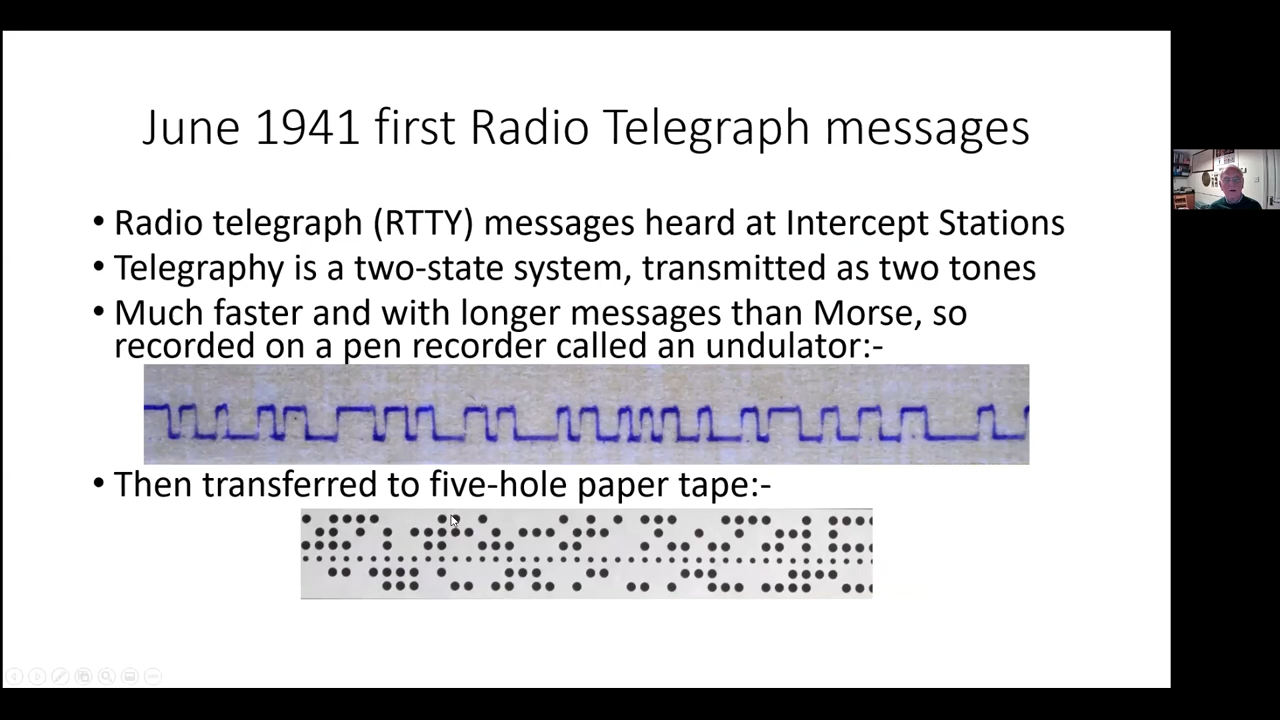 June 1941 first Radio Telegraph messages
• Radio telegraph (RTTY) messages heard at Intercept Stations
• Telegraphy is a two-state system, transmitted as two tones
• Much faster and with longer messages than Morse, so
recorded on a pen recorder called an undulator:-
• Then transferred to five-hole paper tape:-